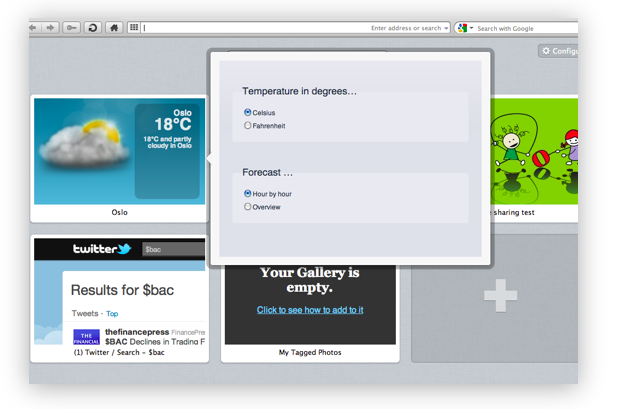 Enter address or search
Search with Google
Temperature in degrees...
Celsius
Fahrenheit
Forecast ...
Hour by hour
Overview
Oslo
18°C
18°C and partly
cloudy in Oslo
Oslo
sharing test
twitter
$bac
Results for $bac
Tweets · Top
THE
FINANCIAL
thefinancepress
$BAC Declines in Trading F
(1) Twitter / Search - $bac
Your Gallery is
empty.
Click to see how to add to it
My Tagged Photos